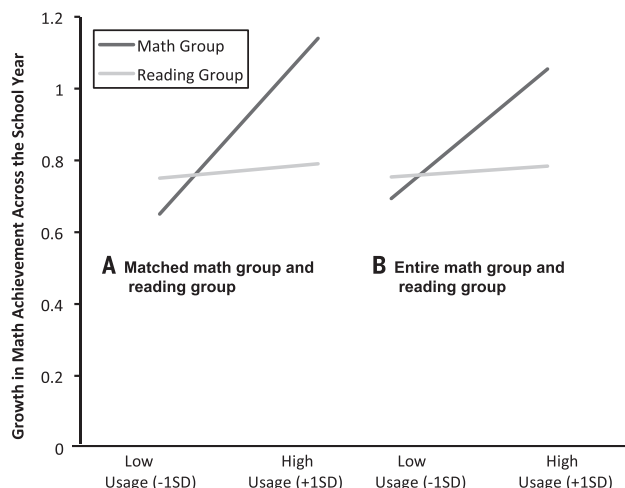 Growth in Math Achievement Across the School Year
1.2
1
0.8
0.6
0.4
0.2
0
Math Group
Reading Group
A Matched math group and
reading group
B Entire math group and
reading group
Low
Usage (-1SD)
High
Usage (+1SD)
Low
Usage (-1SD)
High
Usage (+1SD)